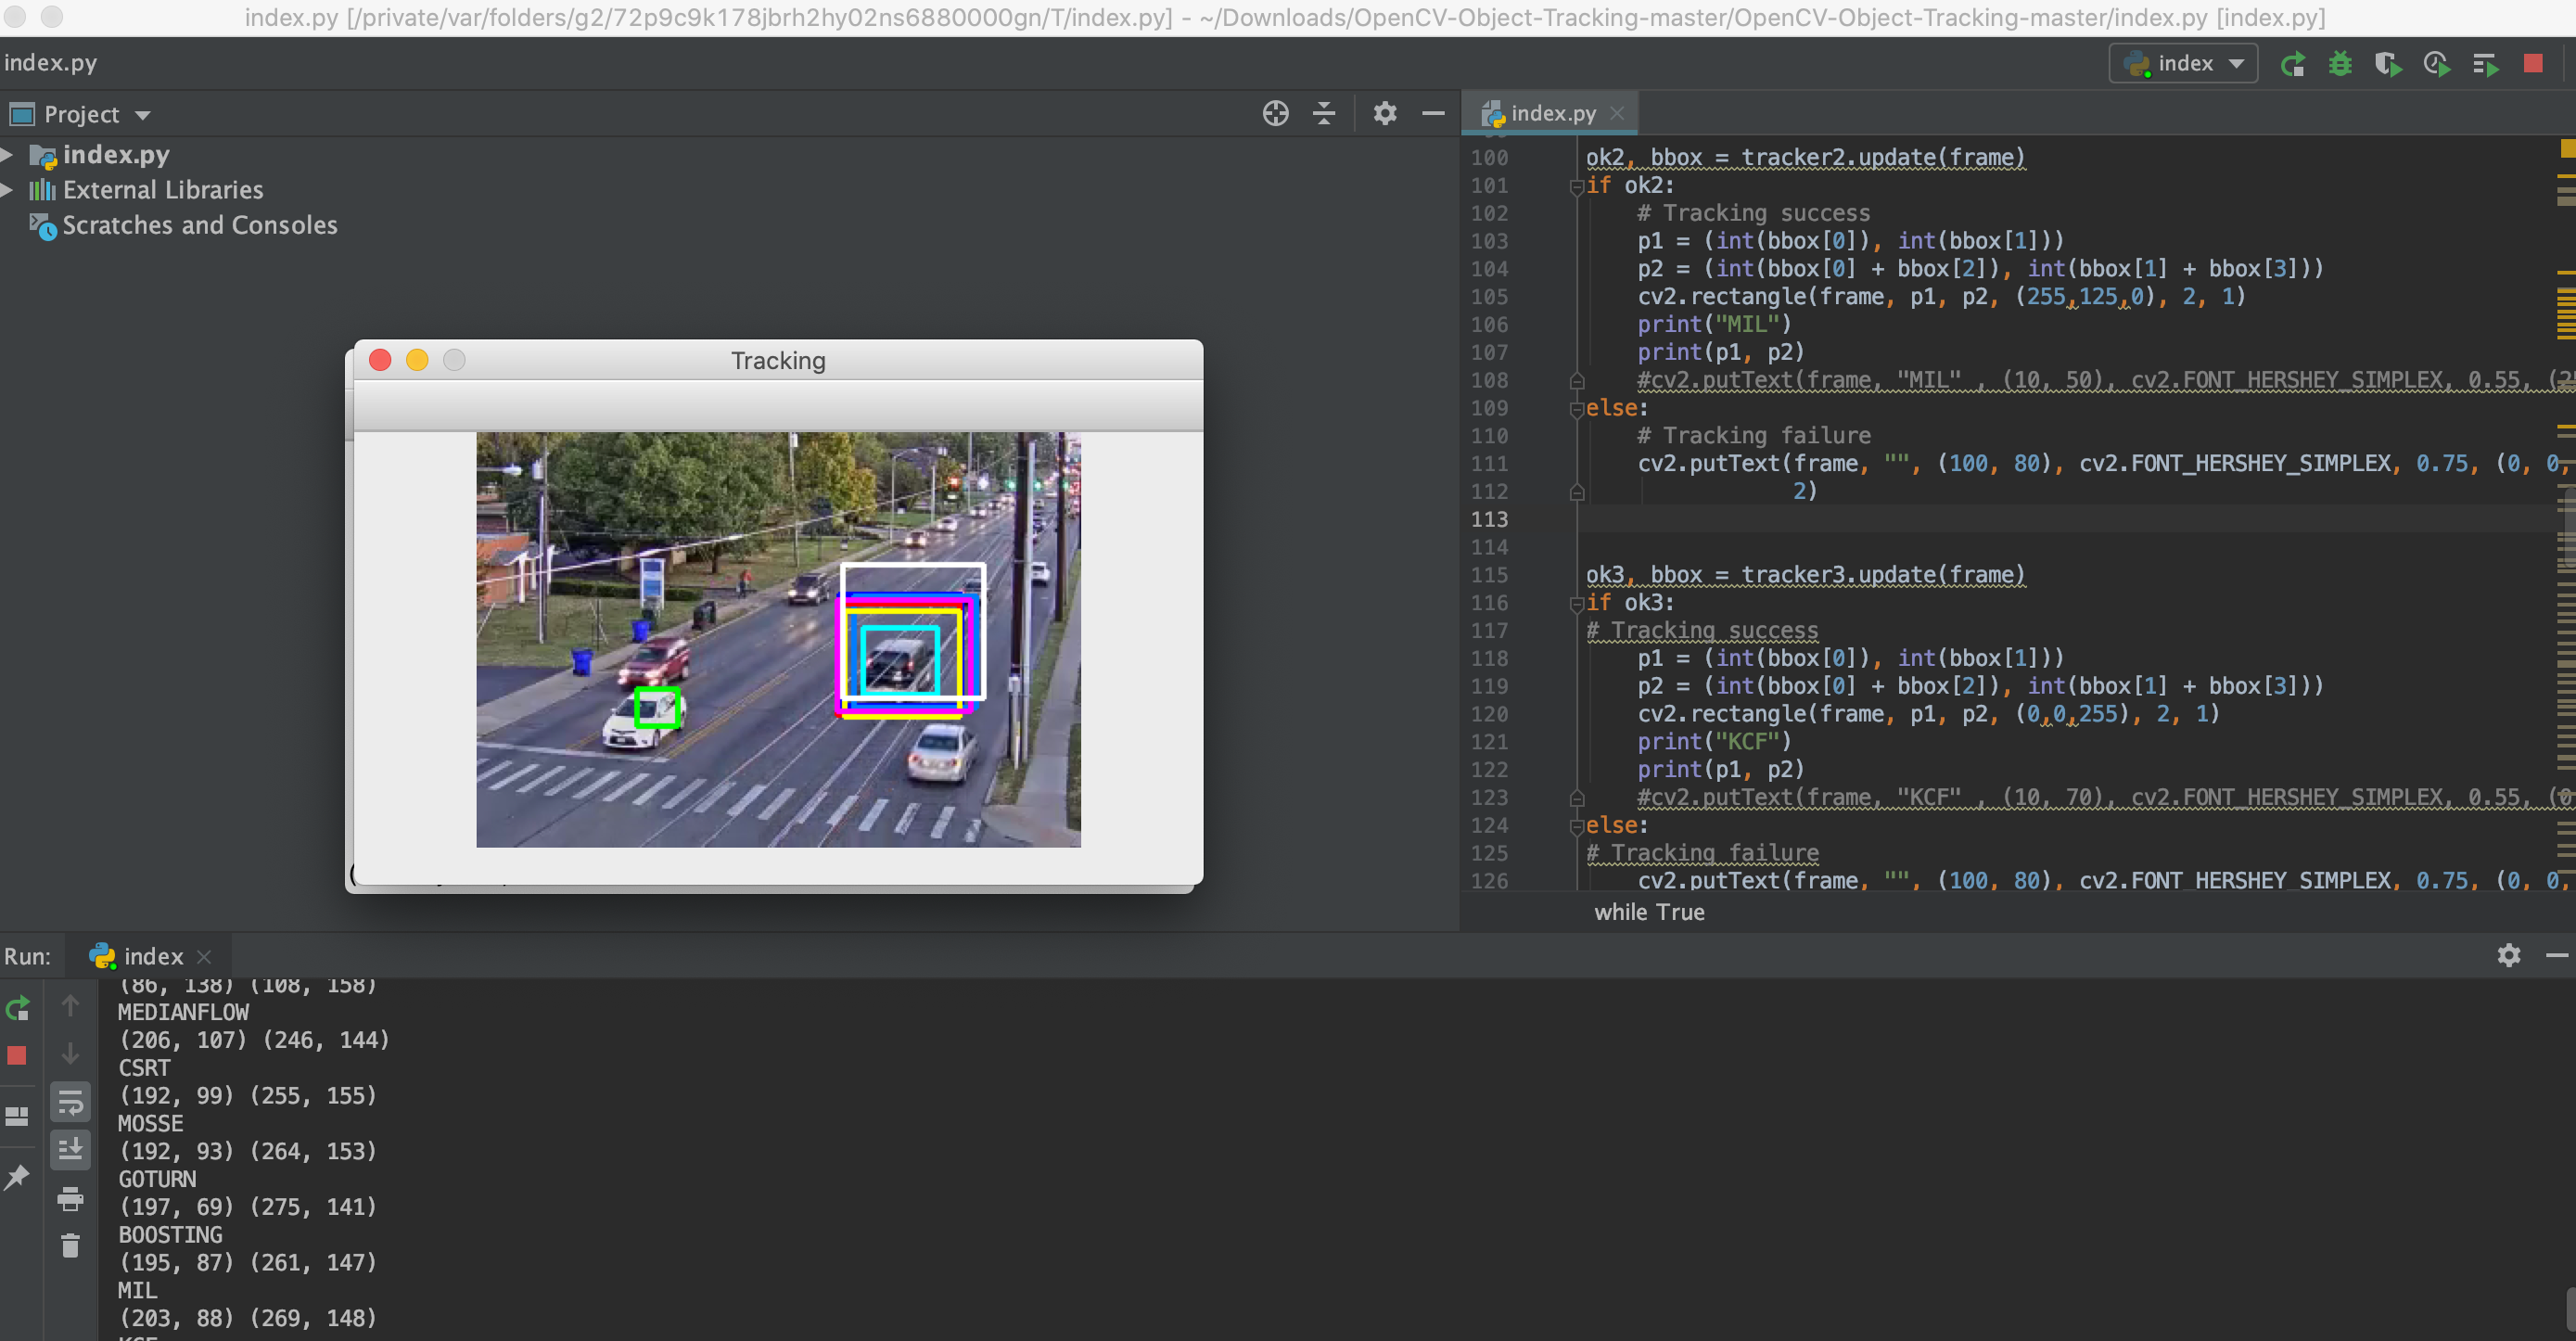 index.py [/private/var/folders/g2/72p9c9k178jbrh2hy02ns6880000gn/T/index.py] - ~/Downloads/OpenCV-Object-Tracking-master/OpenCV-Object-Tracking-master/index.py [index.py]
index.py
index
Project
index.py
External Libraries
Scratches and Consoles
index.py
100 ok2, bbox = tracker2.update(frame)
101 if ok2:
102 # Tracking success
103 p1 = (int(bbox[0]), int(bbox[1]))
104 p2 = (int(bbox[0] + bbox[2]), int(bbox[1] + bbox[3]))
105 cv2.rectangle(frame, p1, p2, (255,125,0), 2, 1)
106 print("MIL")
107 print(p1, p2)
108 #cv2.putText(frame, "MIL" , (10, 50), cv2.FONT_HERSHEY_SIMPLEX, 0.55, (25
109 else:
110 # Tracking failure
111 cv2.putText(frame, "", (100, 80), cv2.FONT_HERSHEY_SIMPLEX, 0.75, (0, 0,
112 2)
113
114
115 ok3, bbox = tracker3.update(frame)
116 if ok3:
117 # Tracking success
118 p1 = (int(bbox[0]), int(bbox[1]))
119 p2 = (int(bbox[0] + bbox[2]), int(bbox[1] + bbox[3]))
120 cv2.rectangle(frame, p1, p2, (0,0,255), 2, 1)
121 print("KCF")
122 print(p1, p2)
123 #cv2.putText(frame, "KCF" , (10, 70), cv2.FONT_HERSHEY_SIMPLEX, 0.55, (0
124 else:
125 # Tracking failure
126 cv2.putText(frame, "", (100, 80), cv2.FONT_HERSHEY_SIMPLEX, 0.75, (0, 0,
while True
Tracking
Run: index
(86, 138) (108, 158)
MEDIANFLOW
(206, 107) (246, 144)
CSRT
(192, 99) (255, 155)
MOSSE
(192, 93) (264, 153)
GOTURN
(197, 69) (275, 141)
BOOSTING
(195, 87) (261, 147)
MIL
(203, 88) (269, 148)
KCF